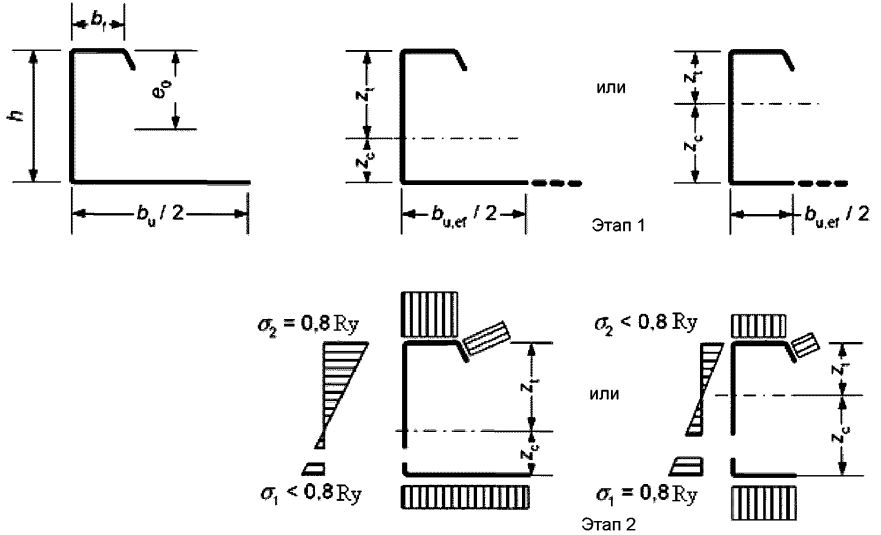 b_f
h
e_0
b_u / 2
z_t
z_c
b_u,ef / 2
или
z_t
z_c
b_u,ef / 2
Этап 1
σ_2 = 0,8 Ry
z_t
z_c
σ_1 < 0,8 Ry
или
σ_2 < 0,8 Ry
z_t
z_c
σ_1 = 0,8 Ry
Этап 2